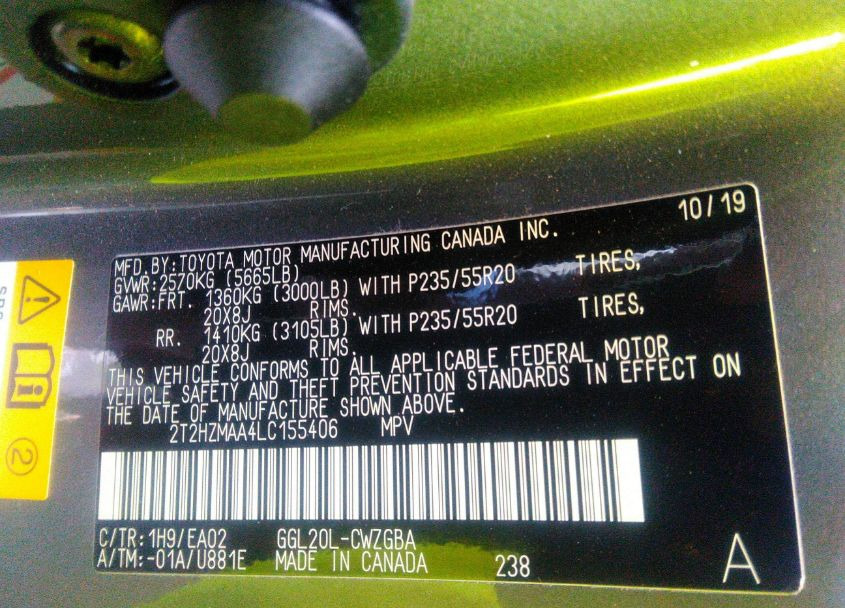 10/19
MFD.BY:TOYOTA MOTOR MANUFACTURING CANADA INC.
GVWR:2570KG (5665LB)
GAWR:FRT. 1360KG (3000LB) WITH P235/55R20 TIRES,
20X8J RIMS.
RR. 1410KG (3105LB) WITH P235/55R20 TIRES,
20X8J RIMS.
THIS VEHICLE CONFORMS TO ALL APPLICABLE FEDERAL MOTOR
VEHICLE SAFETY AND THEFT PREVENTION STANDARDS IN EFFECT ON
THE DATE OF MANUFACTURE SHOWN ABOVE.
2T2HZMAA4LC155406 MPV
C/TR:1H9/EA02 GGL20L-CWZGBA
A/TM:-01A/U881E MADE IN CANADA 238 A
2